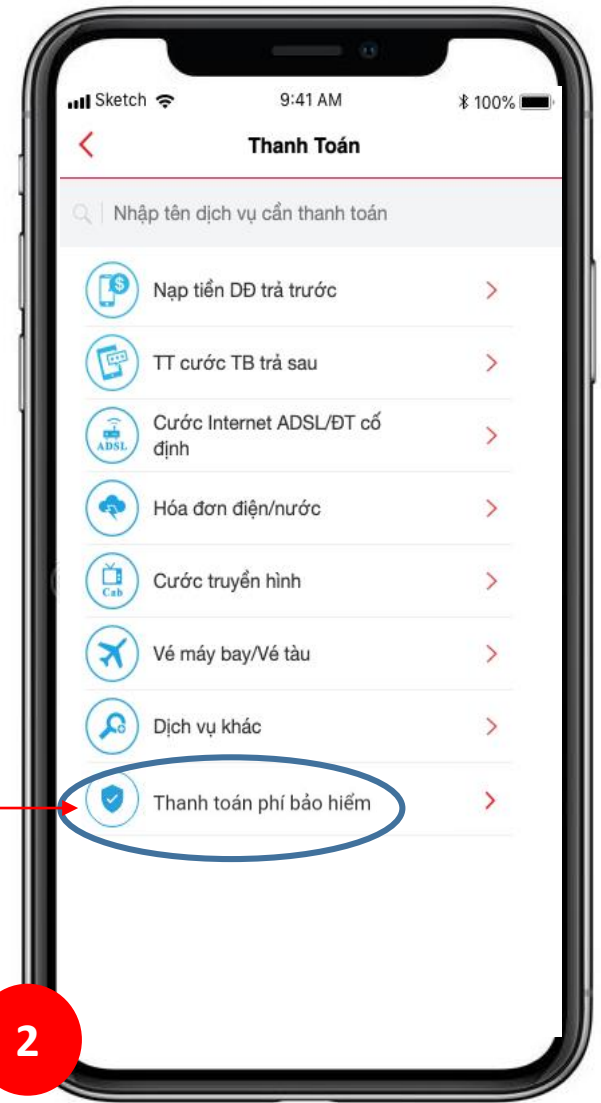 Sketch 9:41 AM 100%
Thanh Toán
Nhập tên dịch vụ cần thanh toán
Nạp tiền DĐ trả trước
TT cước TB trả sau
ADSL
Cước Internet ADSL/ĐT cố
định
Hóa đơn điện/nước
Cab
Cước truyền hình
Vé máy bay/Vé tàu
Dịch vụ khác
Thanh toán phí bảo hiểm
2